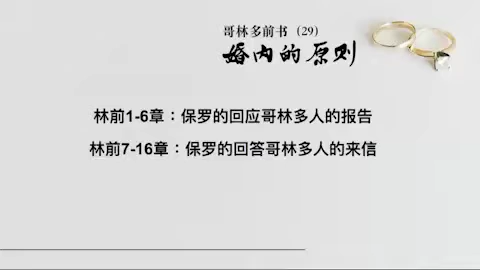 哥林多前书（29）
婚内的原则
林前1-6章：保罗的回应哥林多人的报告
林前7-16章：保罗的回答哥林多人的来信